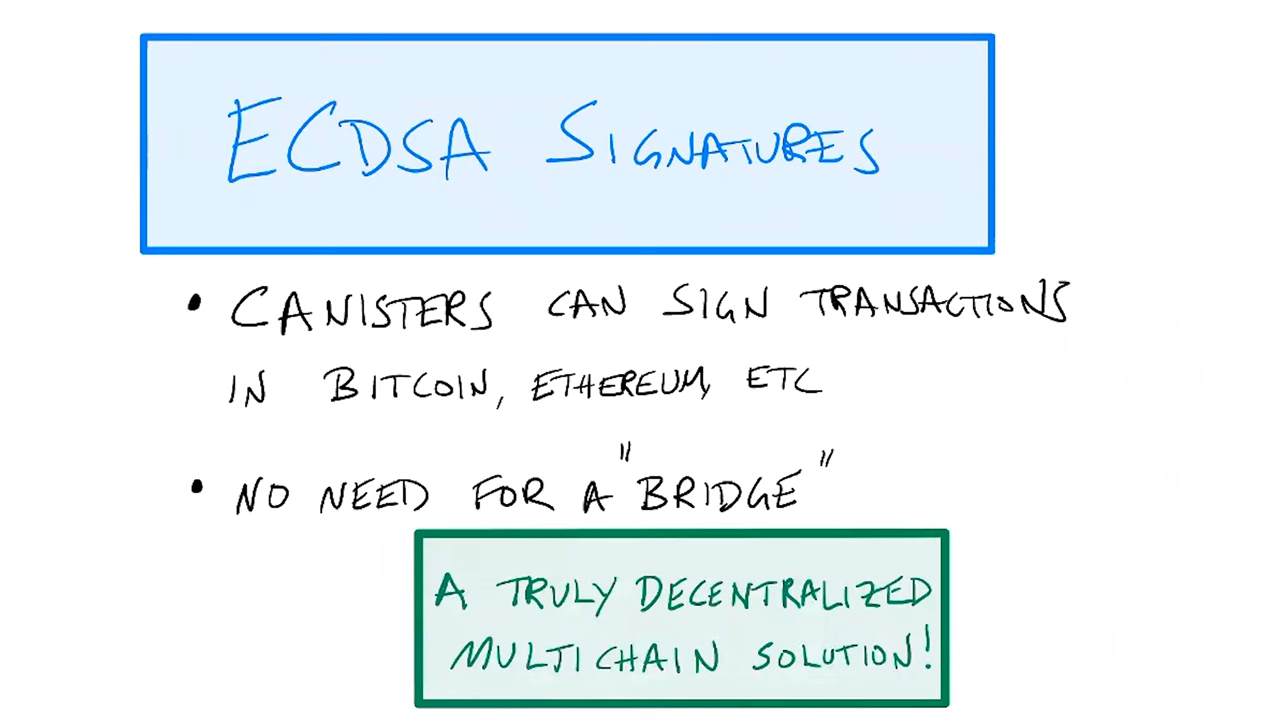 ECDSA SIGNATURES
• CANISTERS CAN SIGN TRANSACTIONS
IN BITCOIN, ETHEREUM, ETC
• NO NEED FOR A "BRIDGE"
A TRULY DECENTRALIZED
MULTICHAIN SOLUTION!